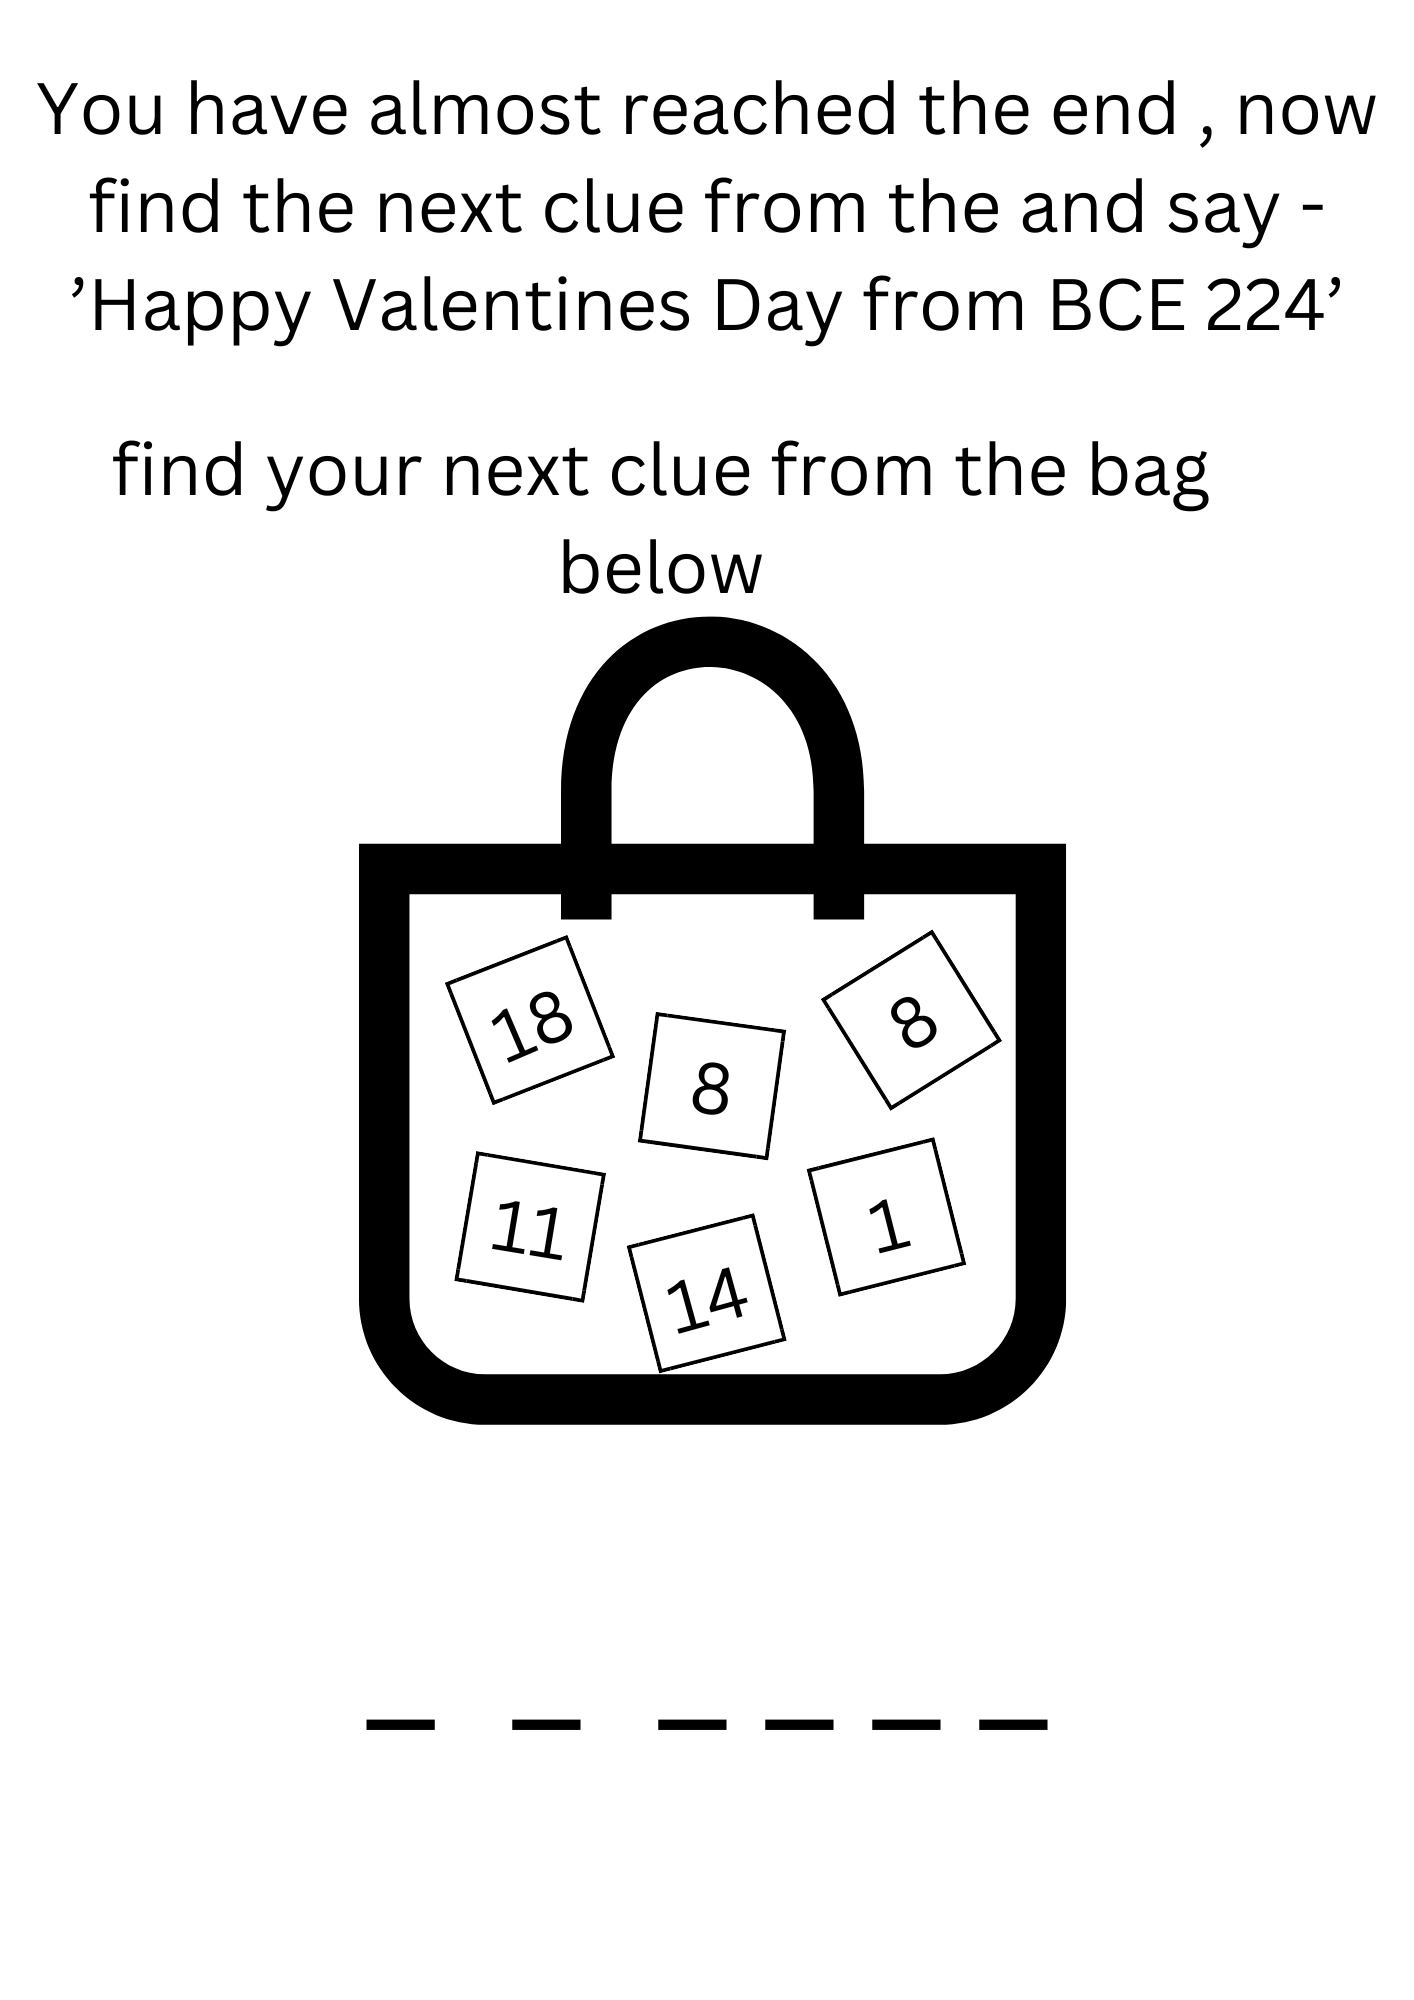 You have almost reached the end , now
find the next clue from the and say -
’Happy Valentines Day from BCE 224’
find your next clue from the bag
below
18
8
8
11
14
1
_ _ _ _ _ _